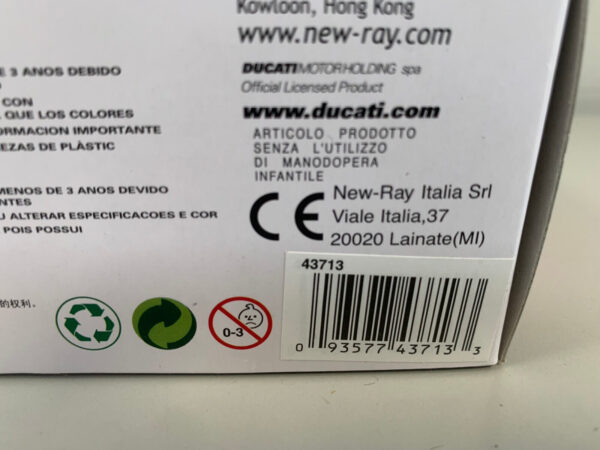 Kowloon, Hong Kong
www.new-ray.com
DUCATIMOTORHOLDING spa
Official Licensed Product
www.ducati.com
ARTICOLO PRODOTTO
SENZA L'UTILIZZO
DI MANODOPERA
INFANTILE
CE
New-Ray Italia Srl
Viale Italia,37
20020 Lainate(MI)
E 3 ANOS DEBIDO
CON
QUE LOS COLORES
ORMACION IMPORTANTE
EZAS DE PLÀSTIC
MENOS DE 3 ANOS DEVIDO
NTES
U ALTERAR ESPECIFICACOES E COR
POIS POSSUI
的权利。
0-3
43713
0 93577 43713 3